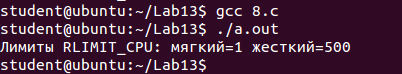 student@ubuntu:~/Lab13$ gcc 8.c
student@ubuntu:~/Lab13$ ./a.out
Лимиты RLIMIT_CPU: мягкий=1 жесткий=500
student@ubuntu:~/Lab13$